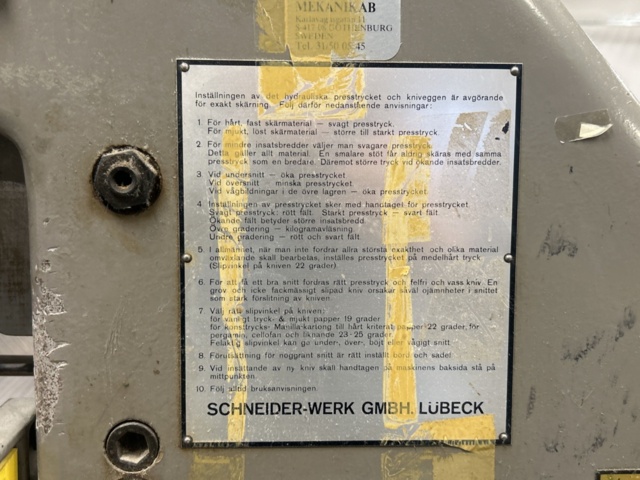 MEKANIK AB
GOTHENBURG
SWEDEN
Inställningen av det hydrauliska presstrycket och kniveggen är avgörande
för exakt skärning. Följ därför nedanstående anvisningar:
1. För hårt, fast skärmaterial – svagt presstryck.
För mjukt, löst skärmaterial – större till starkt presstryck.
2. För mindre insatsbredder väljer man svagare presstryck.
Detta gäller allt material. En smalare stöt får aldrig skäras med samma
presstryck som en bredare. Däremot större tryck vid ökande insatsbredder.
3. Vid undersnitt – öka presstrycket.
Vid översnitt – minska presstrycket.
Vid vågbildningar i de övre lagren – öka presstrycket.
4. Inställningen av presstrycket sker med handtaget för presstrycket.
Svagt presstryck: rött fält. Starkt presstryck – svart fält.
Ökande fält betyder större insatsbredd.
Övre gradering – kilogramavläsning.
Undre gradering – rött och svart fält.
5. I allmänhet, när man inte fordrar allra största exakthet och olika material
omväxlande skall bearbetas, inställes presstrycket på medelhårt tryck
(Slipvinkel på kniven 22 grader).
6. För att få ett bra snitt fordras rätt presstryck och felfri och vass kniv. En
grov och icke fackmässigt slipad kniv orsakar såväl ojämnheter i snittet
som stark förslitning av kniven.
7. Välj rätt slipvinkel på kniven:
för vanligt tryck- & mjukt papper 19 grader
för konsttrycks- Manilla-kartong till hårt papper 22 grader, för
pergamin, cellofan och liknande 23-25 grader.
Felaktig slipvinkel kan ge under-, över-, böjt eller vågigt snitt
8. Förutsättning för noggrant snitt är rätt inställt bord och sadel
9. Vid insättande av ny kniv skall handtagen på maskinens baksida stå på
mittpunkten.
10. Följ alltid bruksanvisningen.
SCHNEIDER-WERK GMBH. LÜBECK